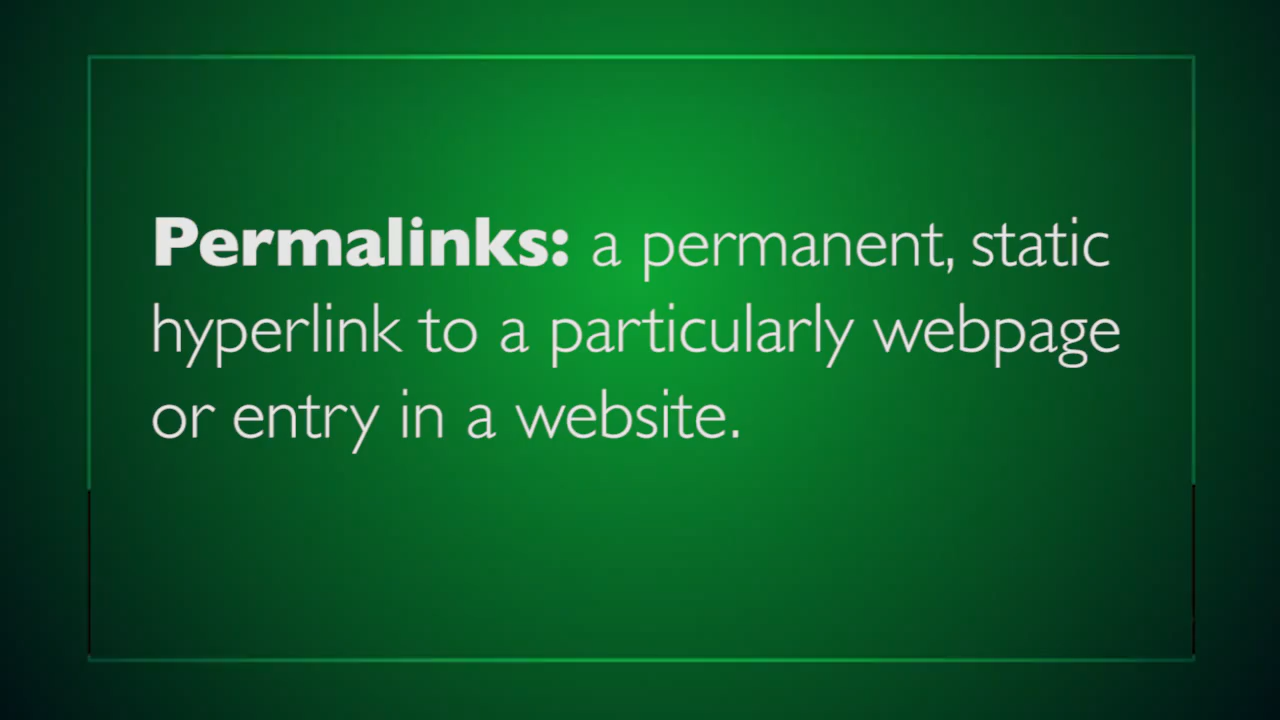 Permalinks: a permanent, static
hyperlink to a particularly webpage
or entry in a website.